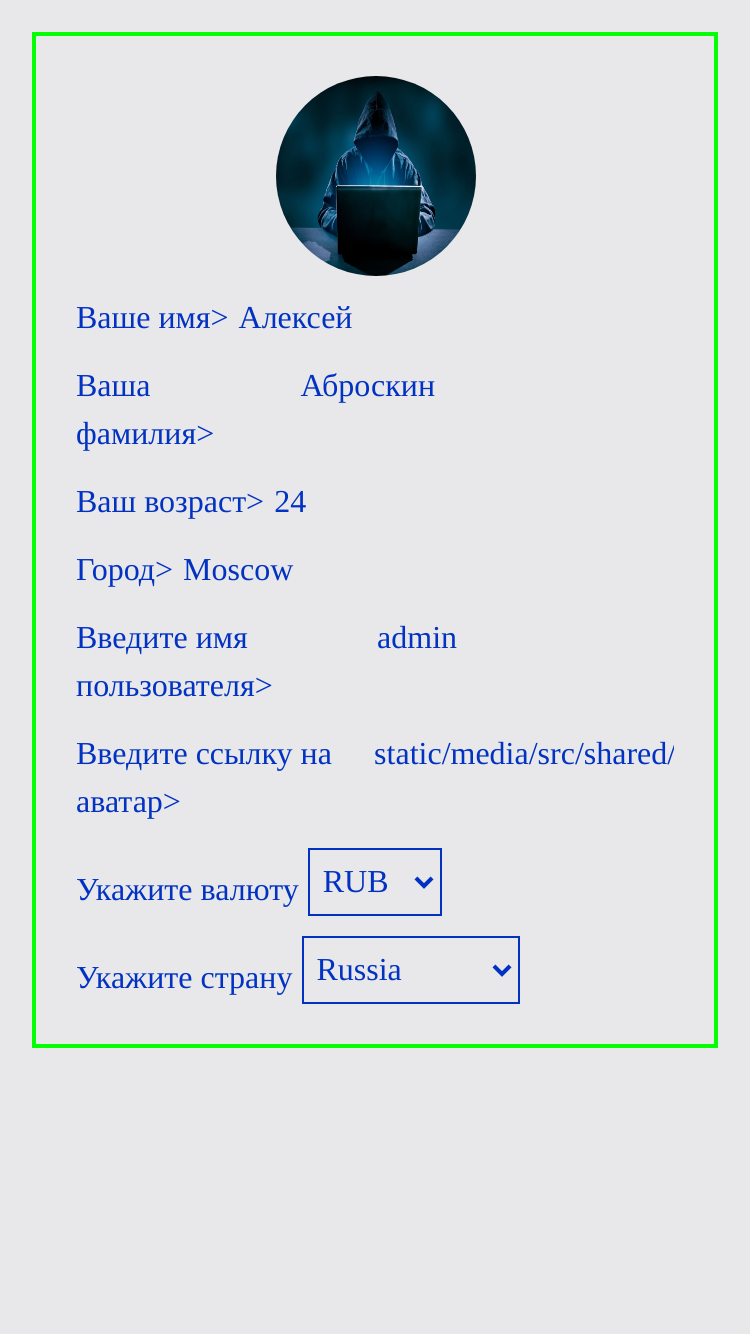 Ваше имя> Алексей
Ваша Аброскин
фамилия>
Ваш возраст> 24
Город> Moscow
Введите имя admin
пользователя>
Введите ссылку на static/media/src/shared/
аватар>
Укажите валюту RUB
Укажите страну Russia